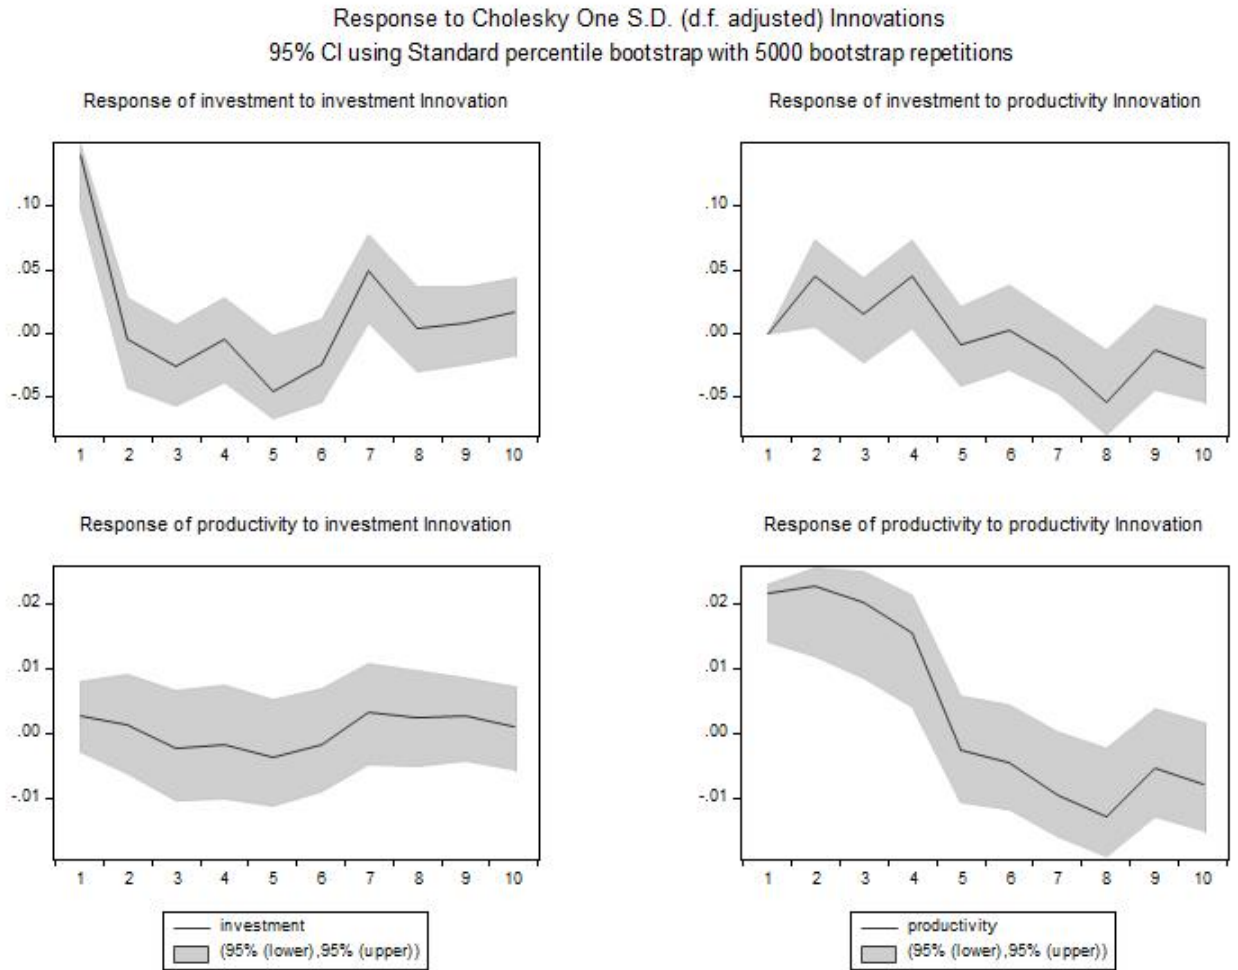 Response to Cholesky One S.D. (d.f. adjusted) Innovations
95% CI using Standard percentile bootstrap with 5000 bootstrap repetitions
Response of investment to investment Innovation
.10
.05
.00
-.05
1 2 3 4 5 6 7 8 9 10
Response of investment to productivity Innovation
.10
.05
.00
-.05
1 2 3 4 5 6 7 8 9 10
Response of productivity to investment Innovation
.02
.01
.00
-.01
1 2 3 4 5 6 7 8 9 10
Response of productivity to productivity Innovation
.02
.01
.00
-.01
1 2 3 4 5 6 7 8 9 10
investment
(95% (lower),95% (upper))
productivity
(95% (lower),95% (upper))